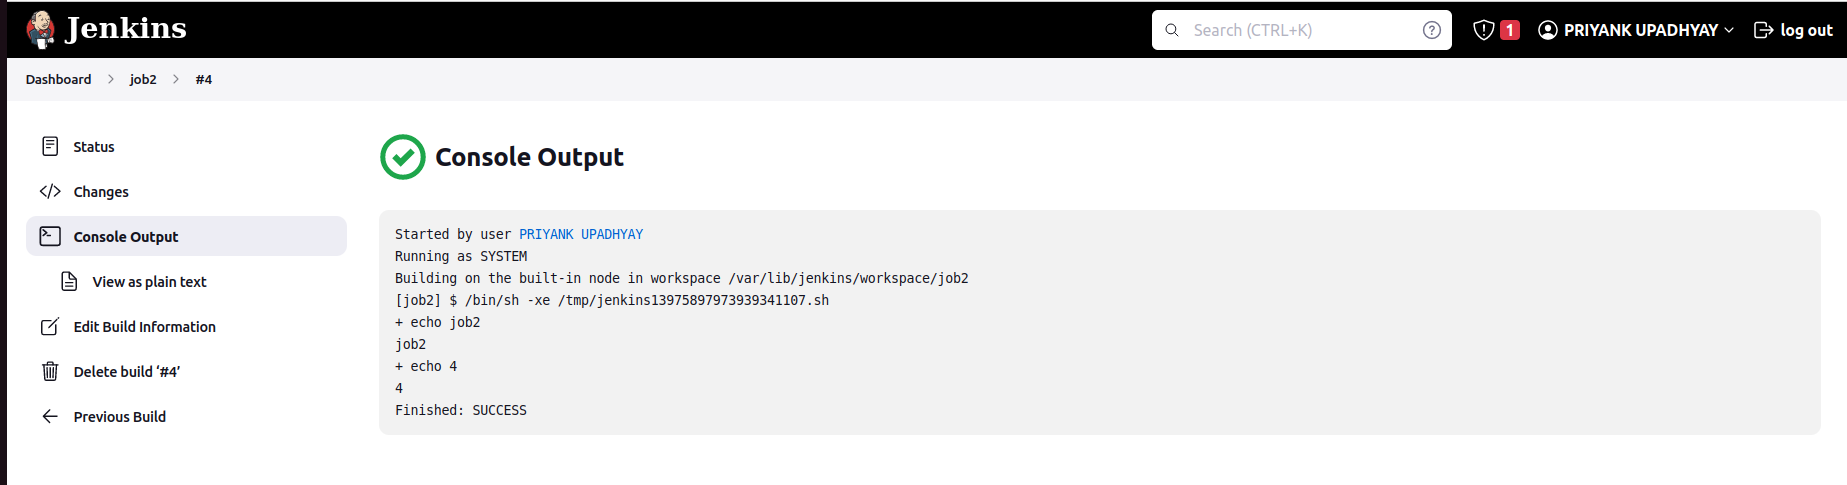 Jenkins
Search (CTRL+K)
1
PRIYANK UPADHYAY
log out
Dashboard > job2 > #4
Status
Changes
Console Output
View as plain text
Edit Build Information
Delete build ‘#4’
Previous Build
Console Output
Started by user PRIYANK UPADHYAY
Running as SYSTEM
Building on the built-in node in workspace /var/lib/jenkins/workspace/job2
[job2] $ /bin/sh -xe /tmp/jenkins13975897973939341107.sh
+ echo job2
job2
+ echo 4
4
Finished: SUCCESS